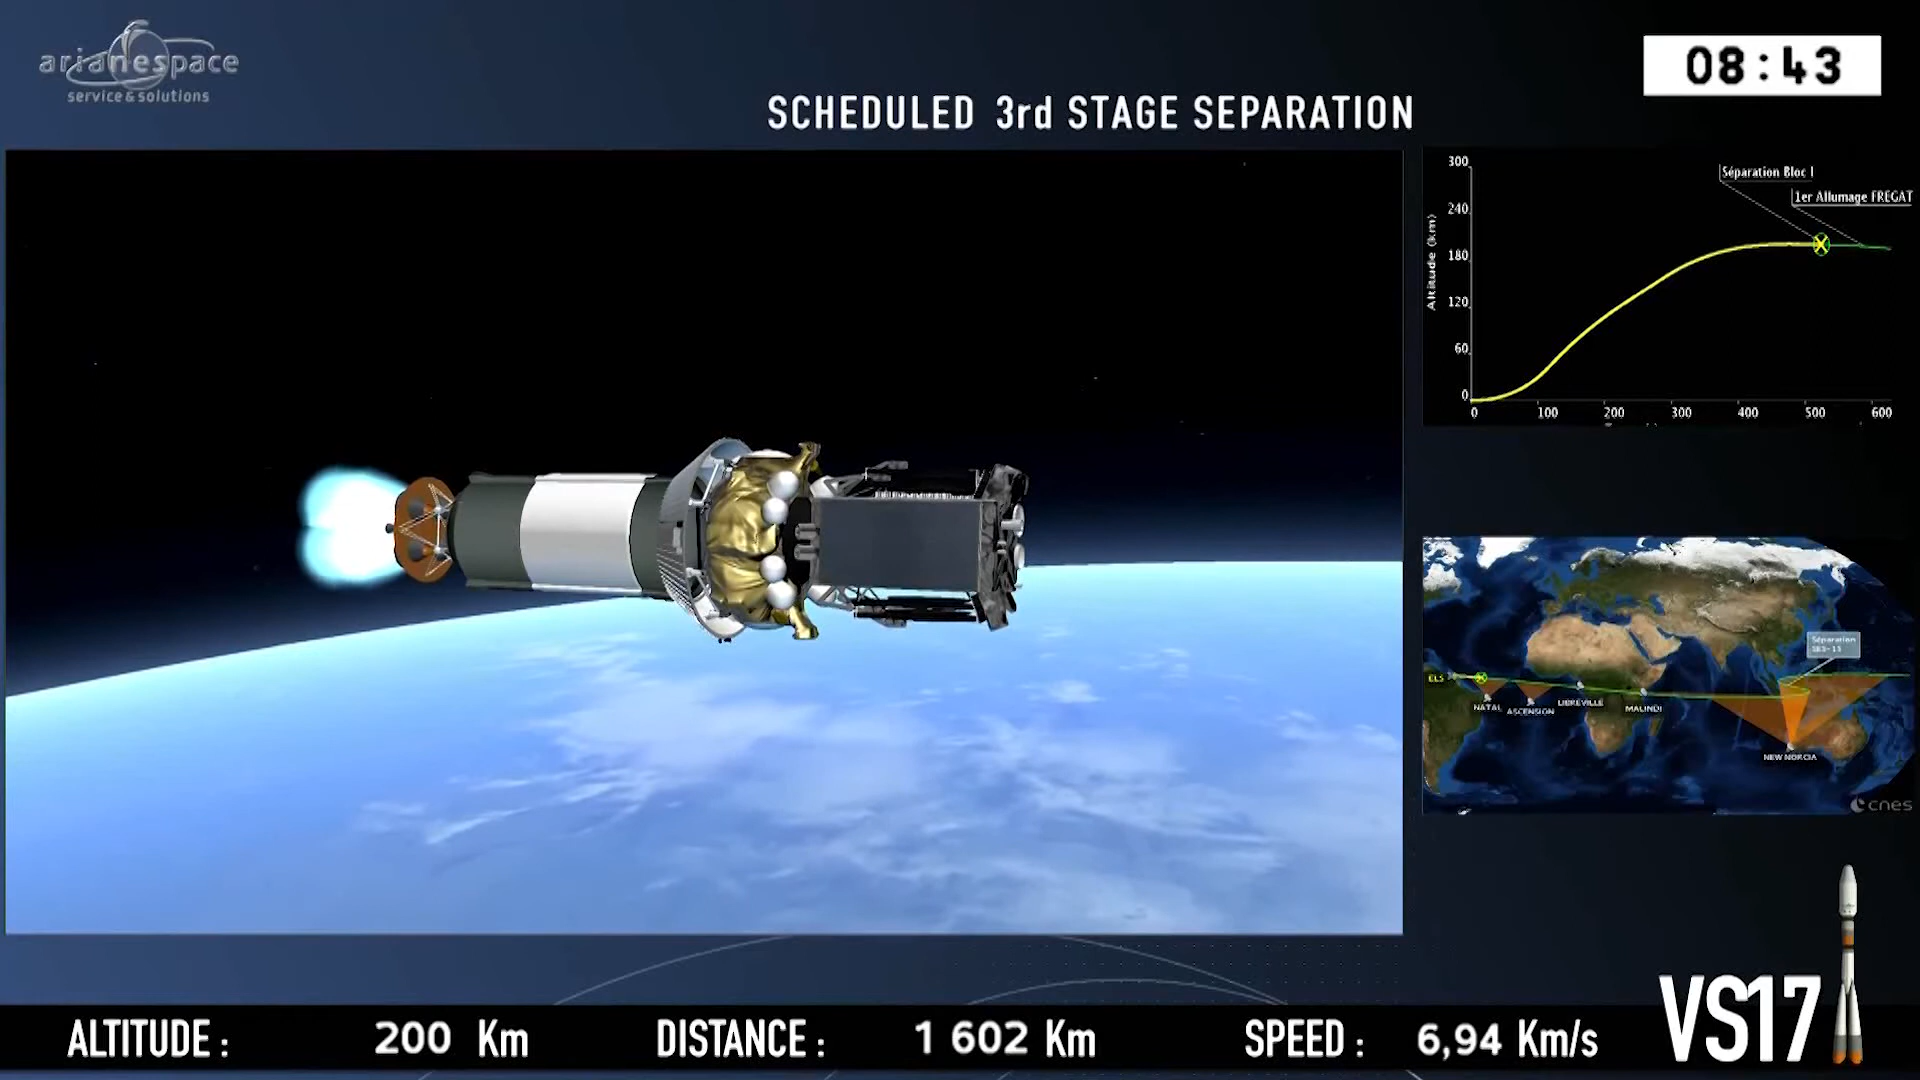 arianespace
service & solutions
08:43
SCHEDULED 3rd STAGE SEPARATION
300
240
180
120
60
0
Altitude (km)
0 100 200 300 400 500 600
Séparation Bloc I
1er Allumage FREGAT
Séparation
ELS
NATAL
ASCENSION
LIBREVILLE
MALINDI
NEW NORCIA
cnes
VS17
ALTITUDE : 200 Km DISTANCE : 1 602 Km SPEED : 6,94 Km/s